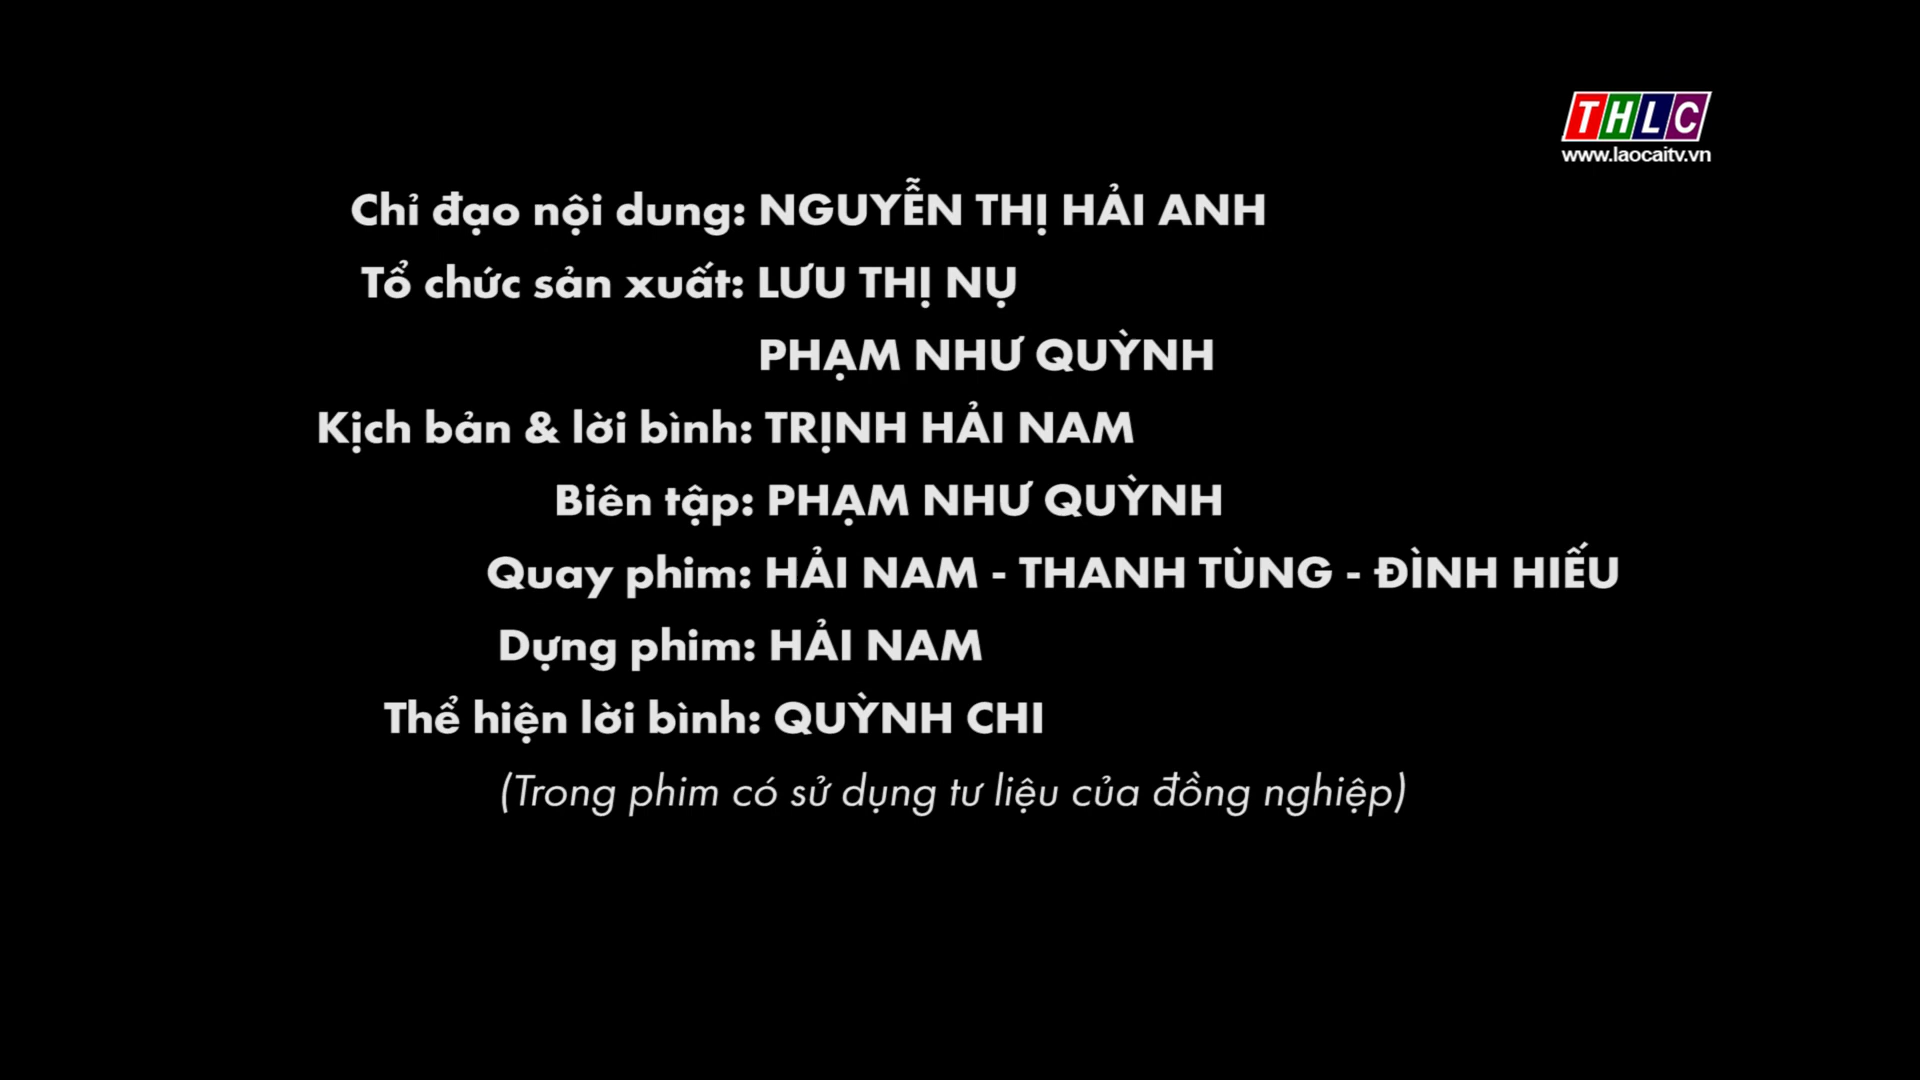 THLC
www.laocaitv.vn
Chỉ đạo nội dung: NGUYỄN THỊ HẢI ANH
Tổ chức sản xuất: LƯU THỊ NỤ
PHẠM NHƯ QUỲNH
Kịch bản & lời bình: TRỊNH HẢI NAM
Biên tập: PHẠM NHƯ QUỲNH
Quay phim: HẢI NAM - THANH TÙNG - ĐÌNH HIẾU
Dựng phim: HẢI NAM
Thể hiện lời bình: QUỲNH CHI
(Trong phim có sử dụng tư liệu của đồng nghiệp)